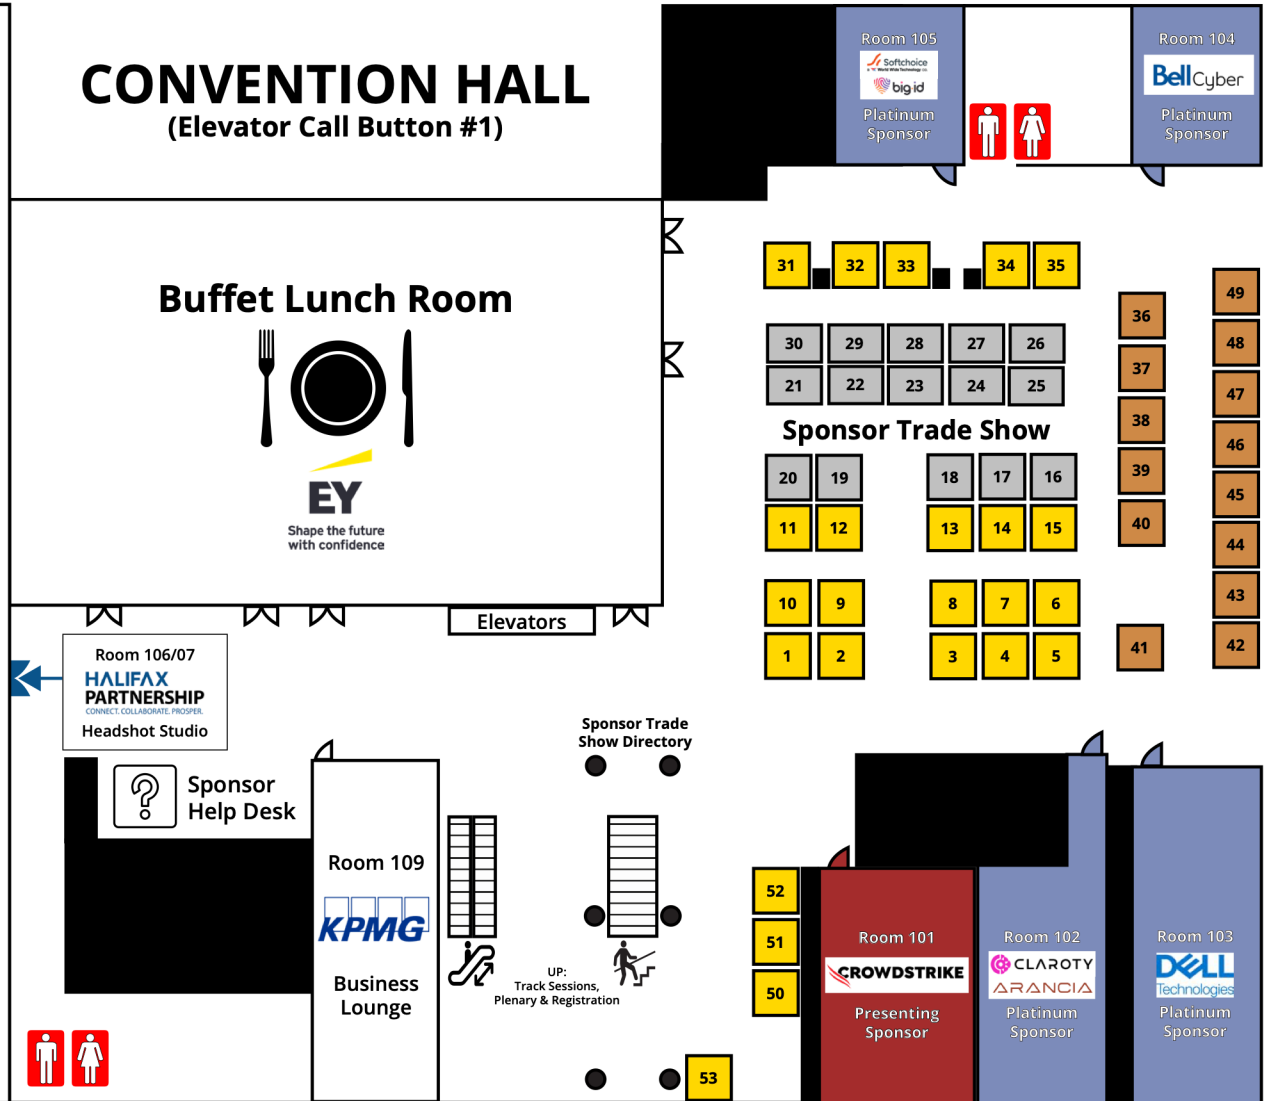 CONVENTION HALL
(Elevator Call Button #1)
Room 105
Softchoice
World Wide Technology co.
bigid
Platinum
Sponsor
Room 104
Bell Cyber
Platinum
Sponsor
Buffet Lunch Room
EY
Shape the future
with confidence
31
32
33
34
35
30
29
28
27
26
21
22
23
24
25
Sponsor Trade Show
20
19
18
17
16
11
12
13
14
15
10
9
8
7
6
1
2
3
4
5
36
37
38
39
40
41
49
48
47
46
45
44
43
42
Elevators
Room 106/07
HALIFAX
PARTNERSHIP
CONNECT. COLLABORATE. PROSPER.
Headshot Studio
Sponsor
Help Desk
Room 109
KPMG
Business
Lounge
Sponsor Trade
Show Directory
UP:
Track Sessions,
Plenary & Registration
52
51
50
53
Room 101
CROWDSTRIKE
Presenting
Sponsor
Room 102
CLAROTY
ARANCIA
Platinum
Sponsor
Room 103
DELL
Technologies
Platinum
Sponsor